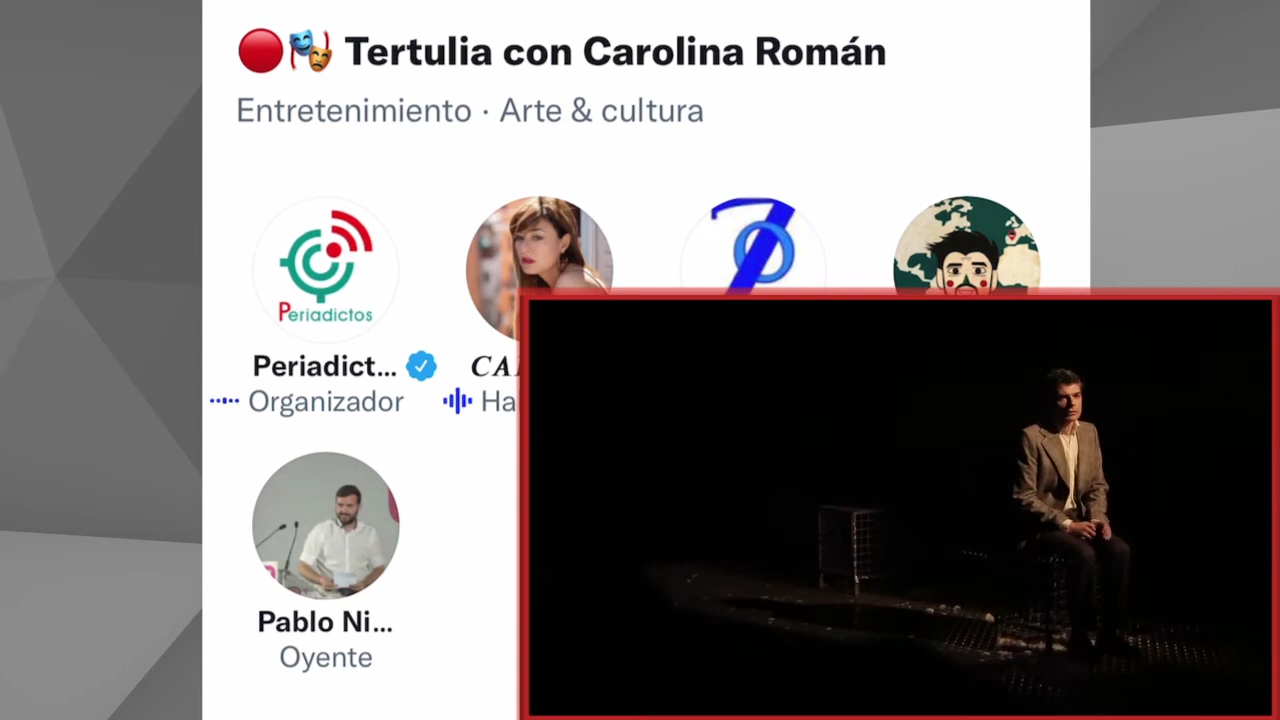 Tertulia con Carolina Román
Entretenimiento · Arte & cultura
Periadictos
Periadict...
Organizador
Pablo Ni...
Oyente